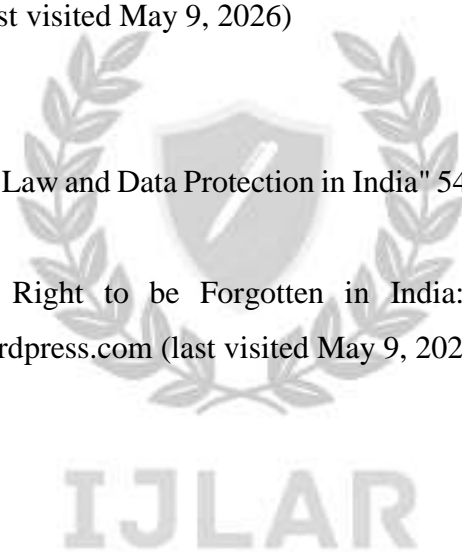 st visited May 9, 2026)
Law and Data Protection in India" 54
Right to be Forgotten in India:
rdpress.com (last visited May 9, 202
IJLAR